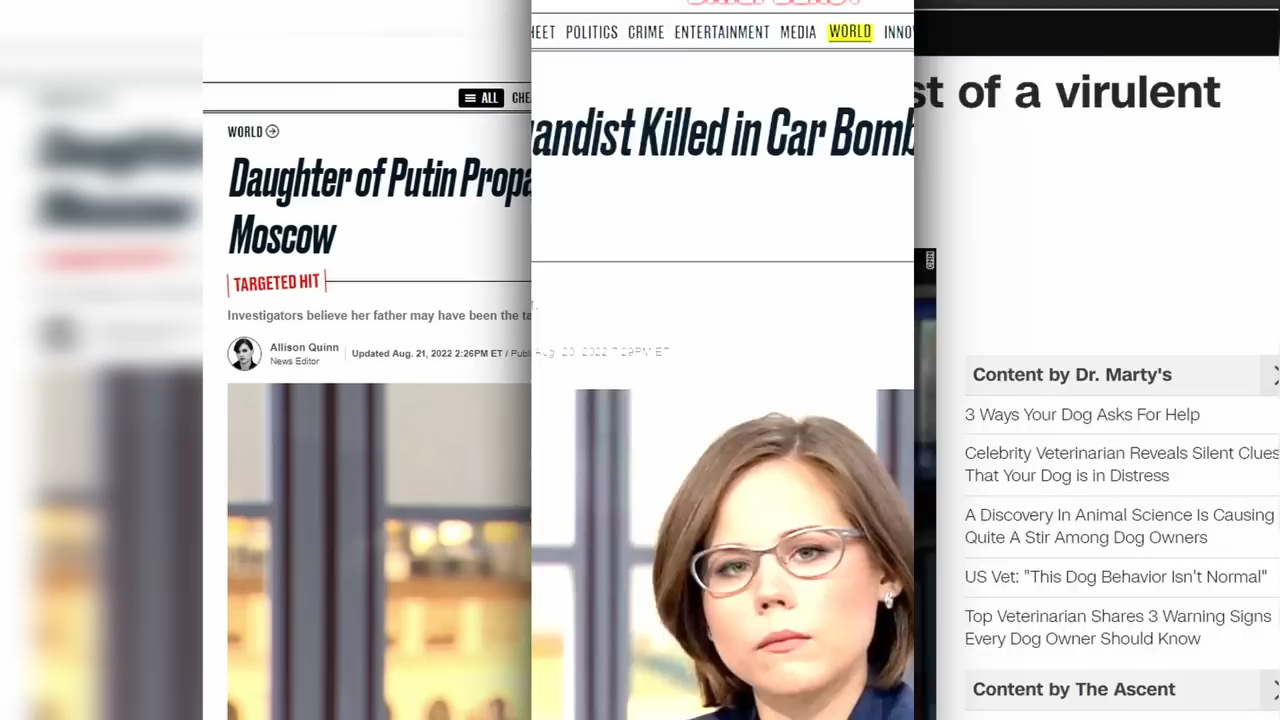 HEET POLITICS CRIME ENTERTAINMENT MEDIA WORLD INNO
ALL CHE
WORLD
Daughter of Putin Propa
Moscow
TARGETED HIT
Investigators believe her father may have been the ta
Allison Quinn
News Editor
Updated Aug. 21, 2022 2:26PM ET / Publ
andist Killed in Car Bomb
st of a virulent
CNN
Content by Dr. Marty's
3 Ways Your Dog Asks For Help
Celebrity Veterinarian Reveals Silent Clues
That Your Dog is in Distress
A Discovery In Animal Science Is Causing
Quite A Stir Among Dog Owners
US Vet: "This Dog Behavior Isn't Normal"
Top Veterinarian Shares 3 Warning Signs
Every Dog Owner Should Know
Content by The Ascent